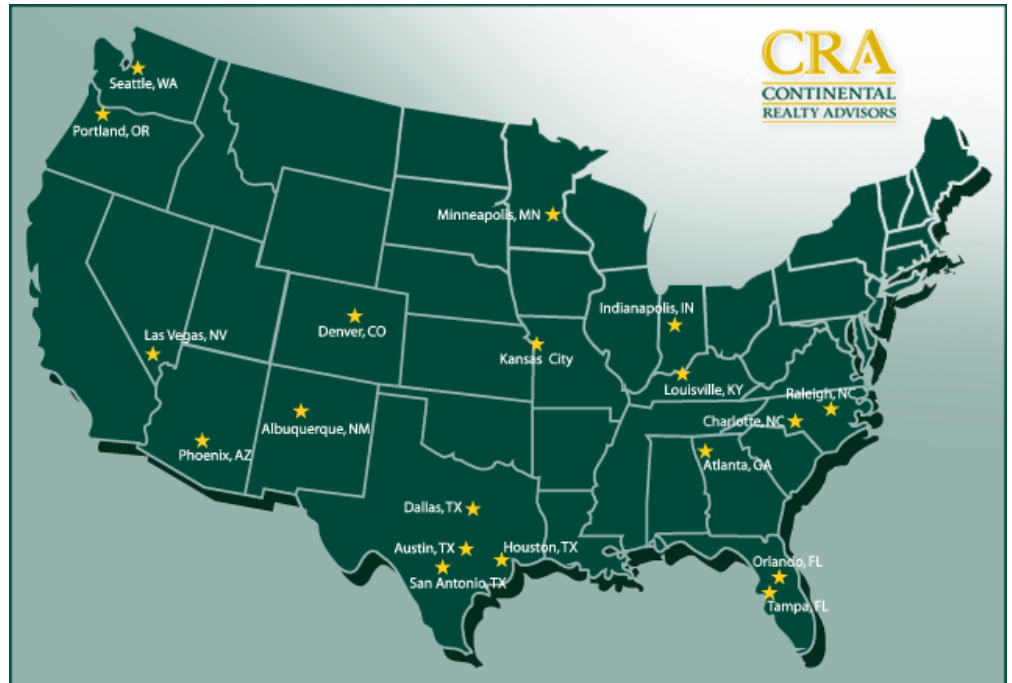 CRA
CONTINENTAL
REALTY ADVISORS
Seattle, WA
Portland, OR
Minneapolis, MN
Indianapolis, IN
Las Vegas, NV
Denver, CO
Kansas City
Louisville, KY
Raleigh, NC
Charlotte, NC
Albuquerque, NM
Phoenix, AZ
Atlanta, GA
Dallas, TX
Austin, TX
Houston, TX
San Antonio, TX
Orlando, FL
Tampa, FL